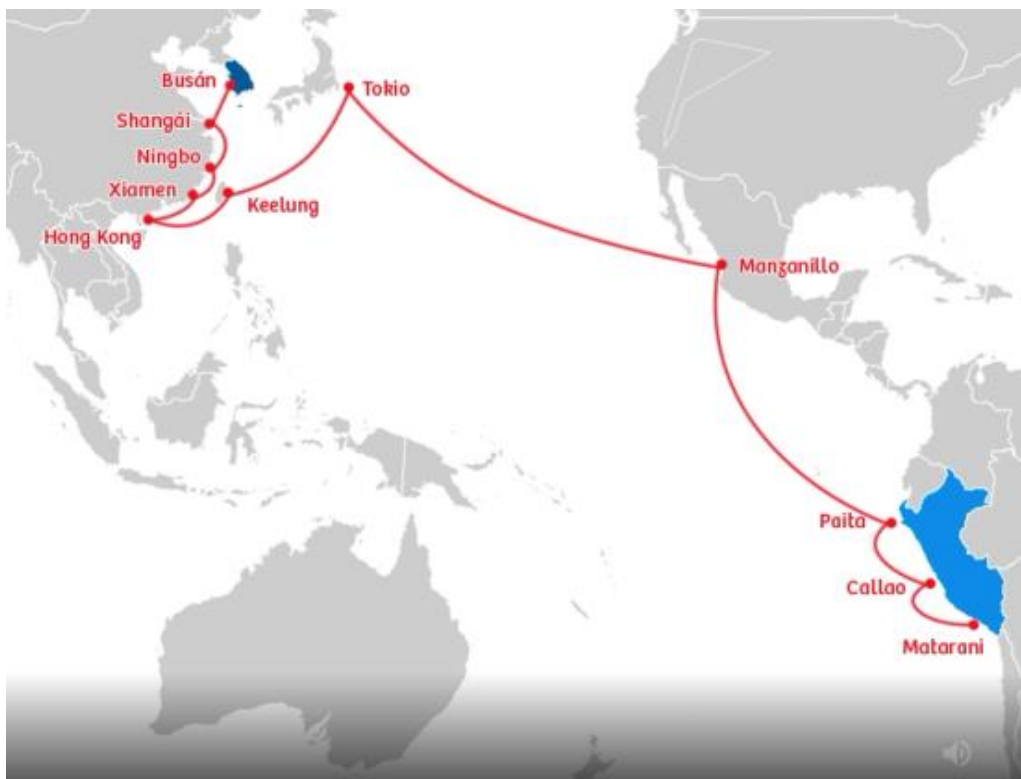 Busán
Tokio
Shangái
Ningbo
Xiamen
Keelung
Hong Kong
Manzanillo
Paita
Callao
Matarani